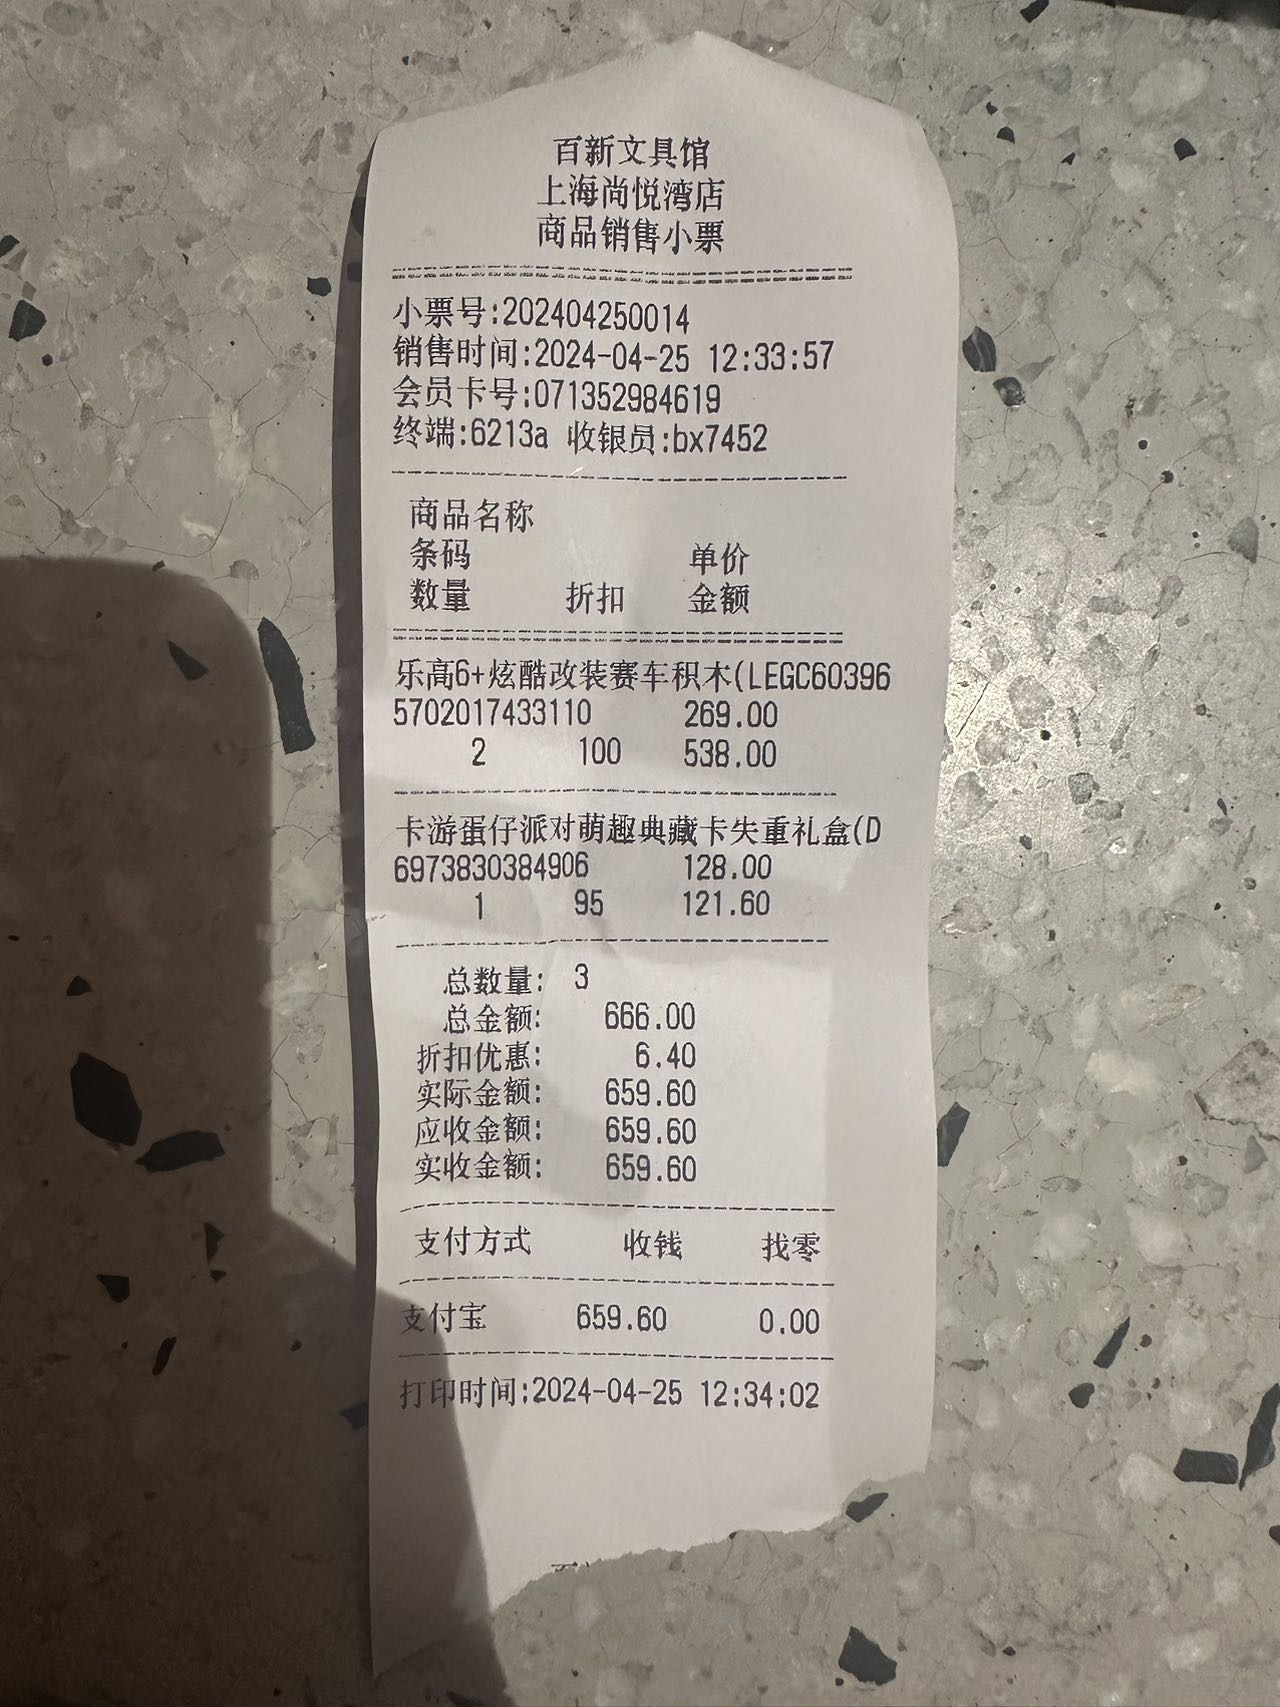 百新文具馆
上海尚悦湾店
商品销售小票
小票号:202404250014
销售时间:2024-04-25 12:33:57
会员卡号:071352984619
终端:6213a 收银员:bx7452
商品名称
条码 单价
数量 折扣 金额
乐高6+炫酷改装赛车积木(LEGC60396
5702017433110 269.00
2 100 538.00
卡游蛋仔派对萌趣典藏卡失重礼盒(D
6973830384906 128.00
1 95 121.60
总数量: 3
总金额: 666.00
折扣优惠: 6.40
实际金额: 659.60
应收金额: 659.60
实收金额: 659.60
支付方式 收钱 找零
支付宝 659.60 0.00
打印时间:2024-04-25 12:34:02